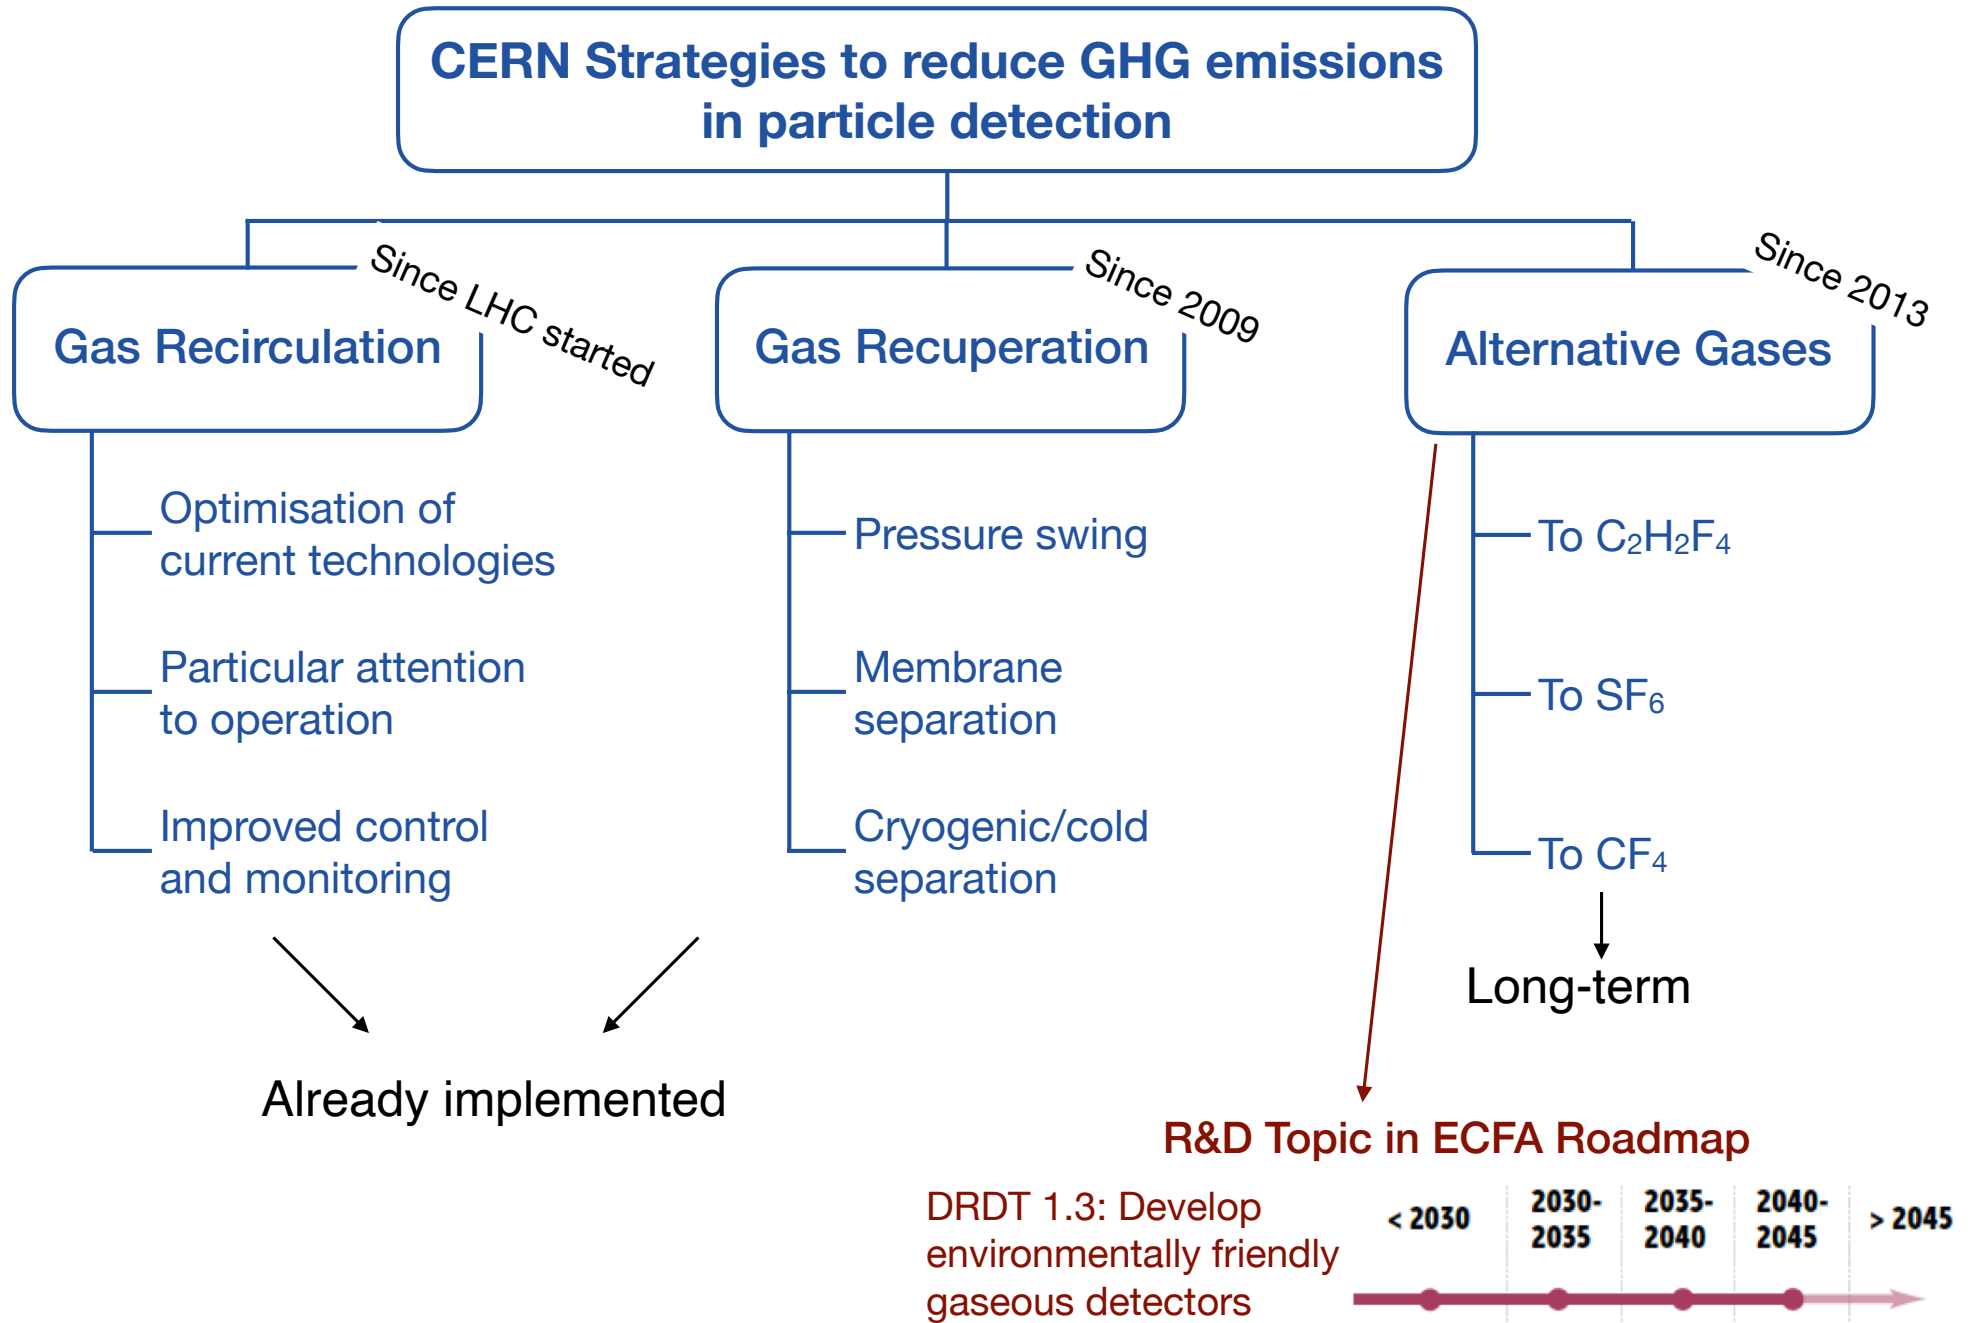 CERN Strategies to reduce GHG emissions
in particle detection
Since LHC started
Gas Recirculation
Optimisation of
current technologies
Particular attention
to operation
Improved control
and monitoring
Since 2009
Gas Recuperation
Pressure swing
Membrane
separation
Cryogenic/cold
separation
Already implemented
Since 2013
Alternative Gases
To C₂H₂F₄
To SF₆
To CF₄
Long-term
R&D Topic in ECFA Roadmap
DRDT 1.3: Develop
environmentally friendly
gaseous detectors
< 2030
2030-
2035
2035-
2040
2040-
2045
> 2045